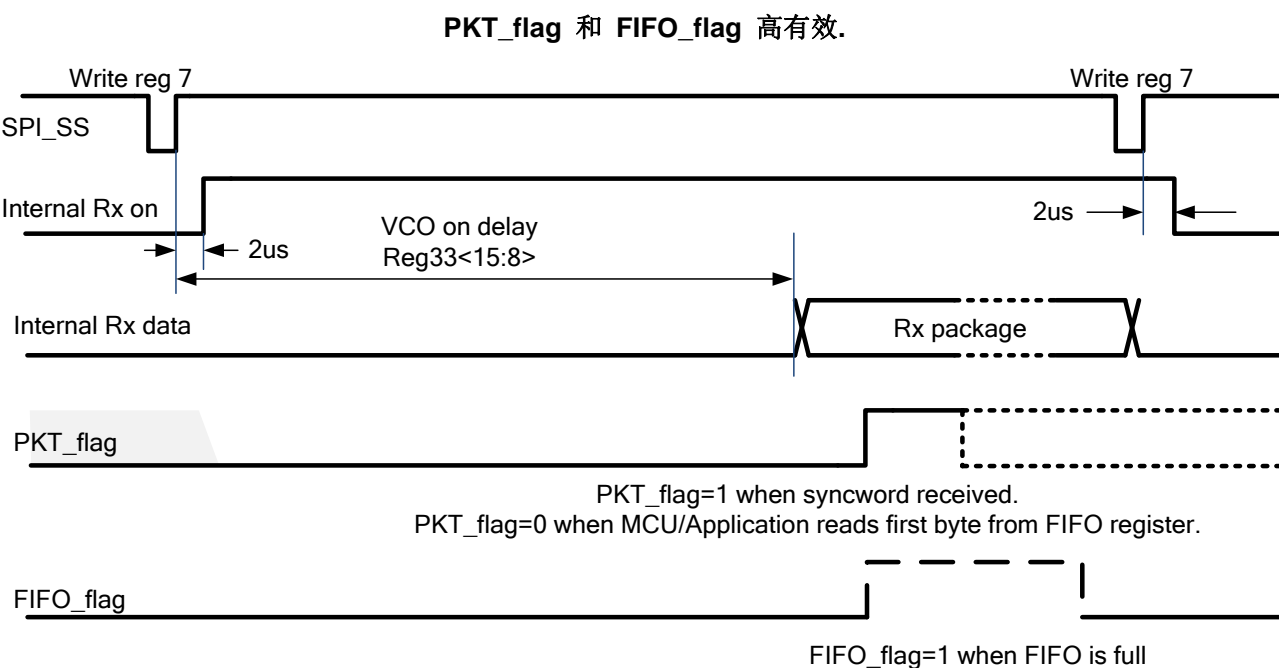 PKT_flag 和 FIFO_flag 高有效.
Write reg 7
Write reg 7
SPI_SS
Internal Rx on
2us
VCO on delay
Reg33<15:8>
2us
Internal Rx data
Rx package
PKT_flag
PKT_flag=1 when syncword received.
PKT_flag=0 when MCU/Application reads first byte from FIFO register.
FIFO_flag
FIFO_flag=1 when FIFO is full